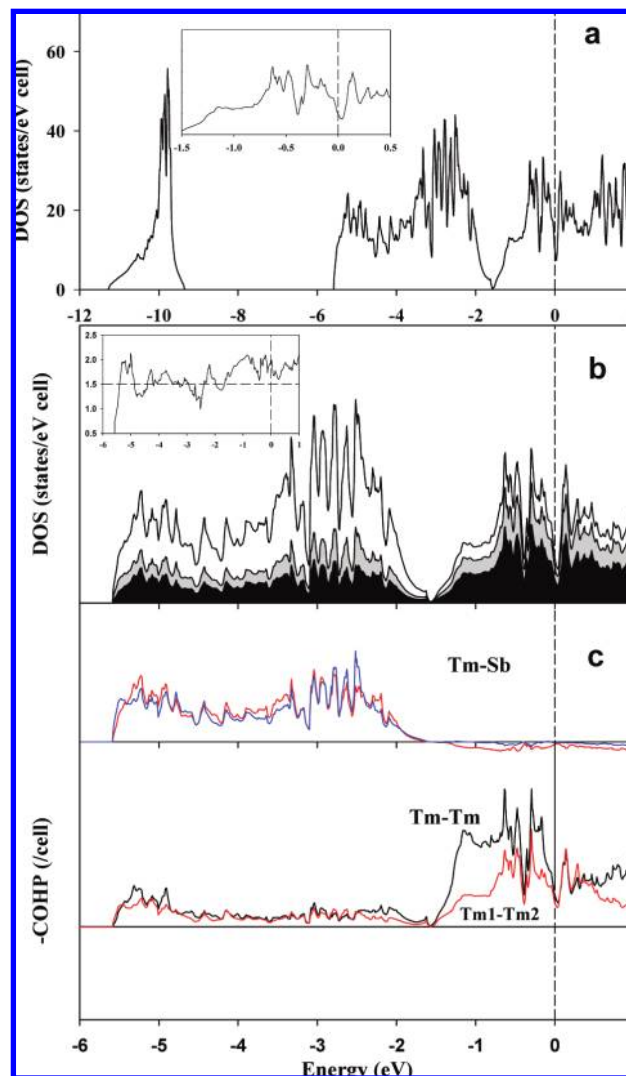 a
60
40
20
0
DOS (states/eV cell)
-1.5 -1.0 -0.5 0.0 0.5
-12 -10 -8 -6 -4 -2 0
b
2.5
2.0
1.5
1.0
0.5
-6 -5 -4 -3 -2 -1 0 1
DOS (states/eV cell)
c
Tm-Sb
Tm-Tm
Tm1-Tm2
-COHP (/cell)
-6 -5 -4 -3 -2 -1 0
Energy (eV)